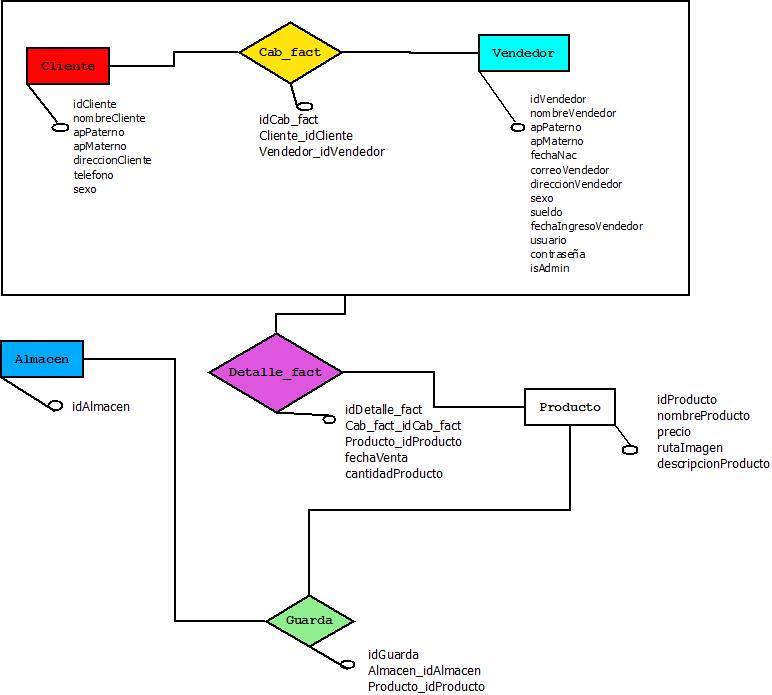 Cliente
idCliente
nombreCliente
apPaterno
apMaterno
direccionCliente
telefono
sexo
Cab_fact
idCab_fact
Cliente_idCliente
Vendedor_idVendedor
Vendedor
idVendedor
nombreVendedor
apPaterno
apMaterno
fechaNac
correoVendedor
direccionVendedor
sexo
sueldo
fechaIngresoVendedor
usuario
contraseña
isAdmin
Almacen
idAlmacen
Detalle_fact
idDetalle_fact
Cab_fact_idCab_fact
Producto_idProducto
fechaVenta
cantidadProducto
Producto
idProducto
nombreProducto
precio
rutaImagen
descripcionProducto
Guarda
idGuarda
Almacen_idAlmacen
Producto_idProducto